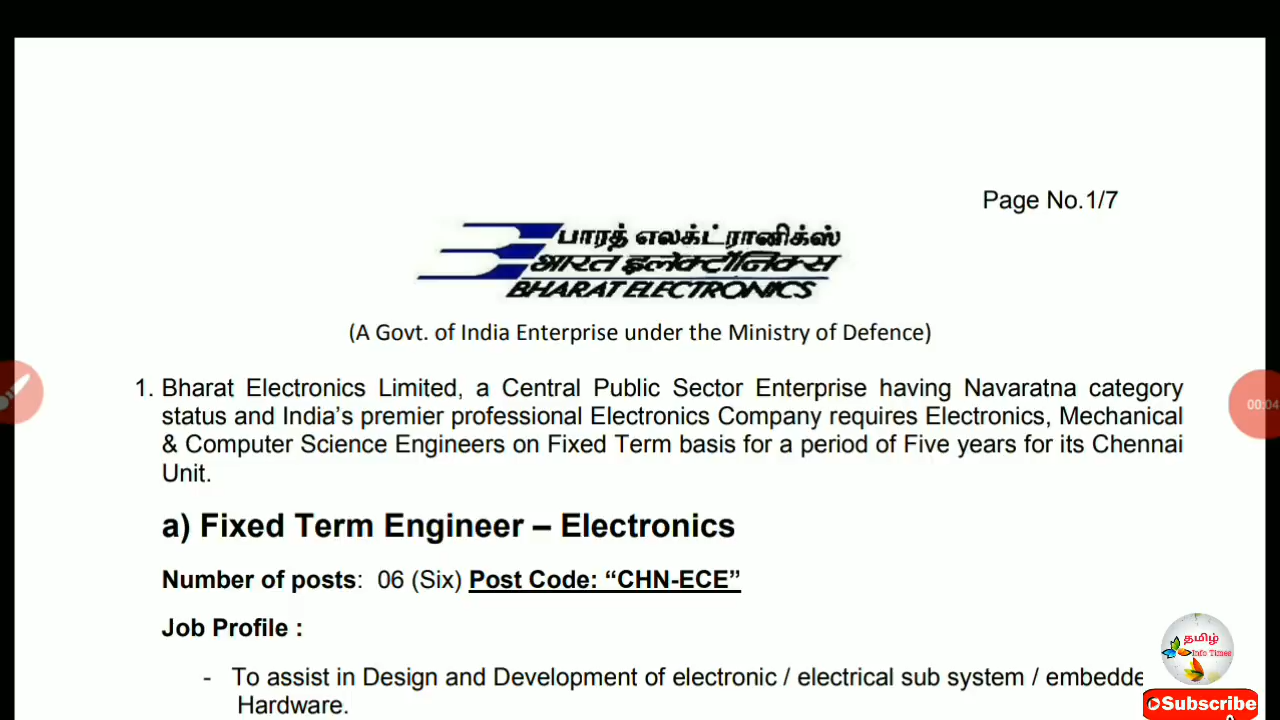 Page No.1/7
பாரத் எலக்ட்ரானிக்ஸ்
भारत इलेक्ट्रॉनिक्स
BHARAT ELECTRONICS
(A Govt. of India Enterprise under the Ministry of Defence)
1. Bharat Electronics Limited, a Central Public Sector Enterprise having Navaratna category
status and India’s premier professional Electronics Company requires Electronics, Mechanical
& Computer Science Engineers on Fixed Term basis for a period of Five years for its Chennai
Unit.
00:04
a) Fixed Term Engineer – Electronics
Number of posts: 06 (Six) Post Code: “CHN-ECE”
Job Profile :
- To assist in Design and Development of electronic / electrical sub system / embedde
Hardware.
தமிழ்
Info Times
Subscribe